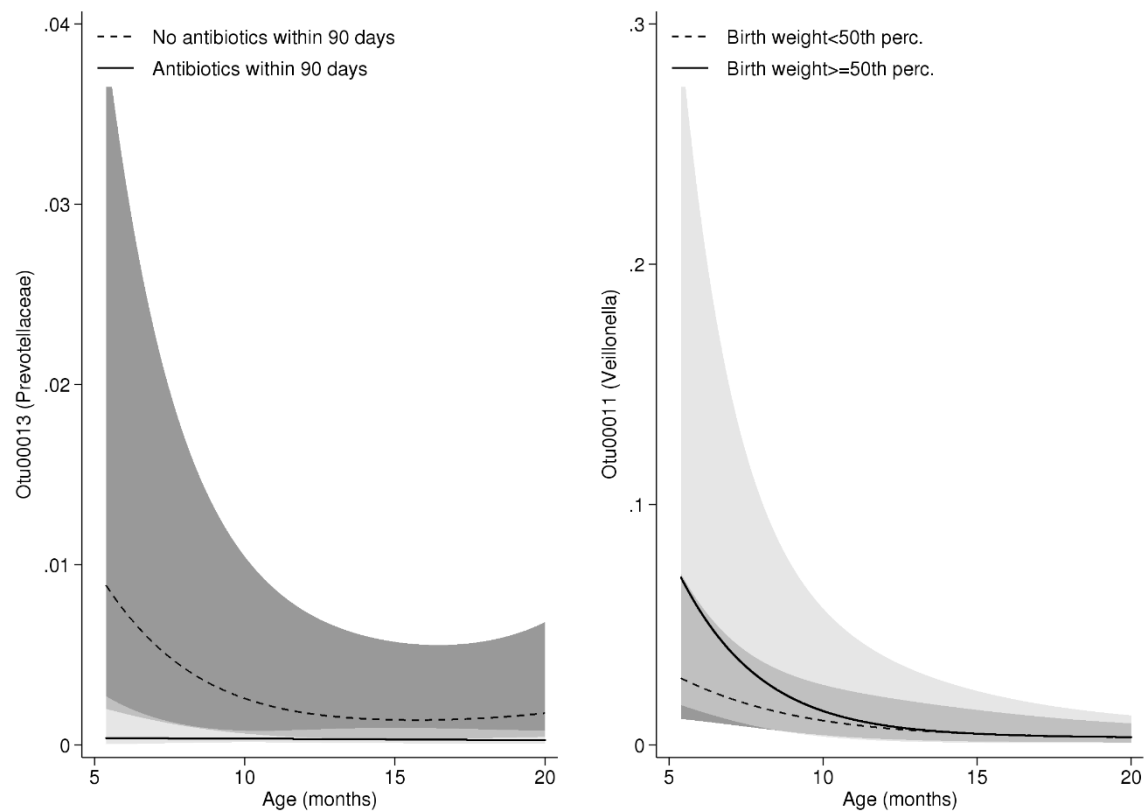 No antibiotics within 90 days
Antibiotics within 90 days
.04
.03
.02
.01
0
Otu00013 (Prevotellaceae)
5
10
15
20
Age (months)
Birth weight<50th perc.
Birth weight>=50th perc.
.3
.2
.1
0
Otu00011 (Veillonella)
5
10
15
20
Age (months)